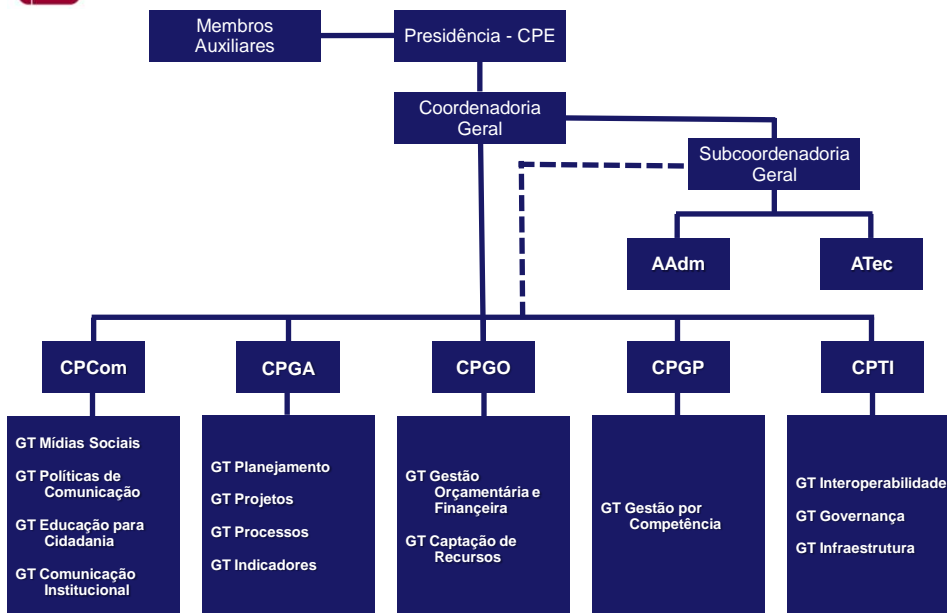 Membros
Auxiliares
Presidência - CPE
Coordenadoria
Geral
Subcoordenadoria
Geral
AAdm
ATec
CPCom
CPGA
CPGO
CPGP
CPTI
GT Mídias Sociais
GT Políticas de
Comunicação
GT Educação para
Cidadania
GT Comunicação
Institucional
GT Planejamento
GT Projetos
GT Processos
GT Indicadores
GT Gestão
Orçamentária e
Finançeira
GT Captação de
Recursos
GT Gestão por
Competência
GT Interoperabilidade
GT Governança
GT Infraestrutura